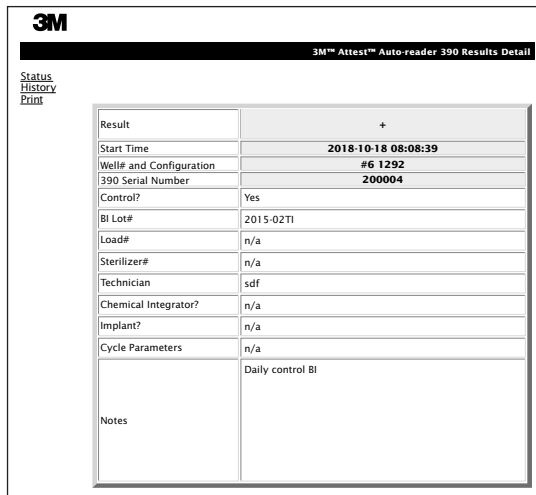 3M
3M™ Attest™ Auto-reader 390 Results Detail
Status
History
Print
Result +
Start Time 2018-10-18 08:08:39
Well# and Configuration #6 1292
390 Serial Number 200004
Control? Yes
BI Lot# 2015-02TI
Load# n/a
Sterilizer# n/a
Technician sdf
Chemical Integrator? n/a
Implant? n/a
Cycle Parameters n/a
Notes Daily control BI